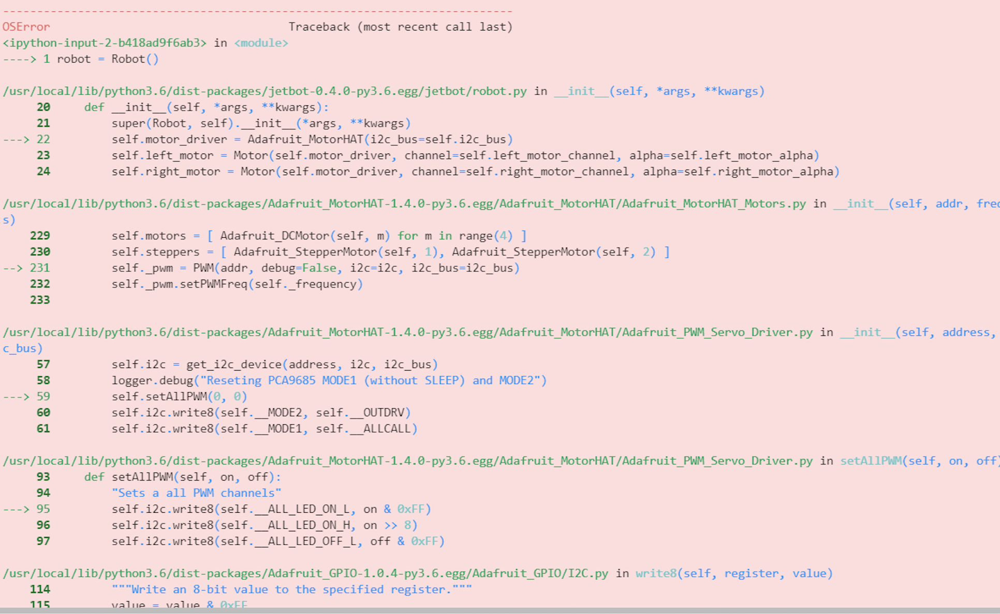 ---------------------------------------------------------------------------
OSError                                   Traceback (most recent call last)
<ipython-input-2-b418ad9f6ab3> in <module>
----> 1 robot = Robot()
/usr/local/lib/python3.6/dist-packages/jetbot-0.4.0-py3.6.egg/jetbot/robot.py in __init__(self, *args, **kwargs)
     20     def __init__(self, *args, **kwargs):
     21         super(Robot, self).__init__(*args, **kwargs)
---> 22         self.motor_driver = Adafruit_MotorHAT(i2c_bus=self.i2c_bus)
     23         self.left_motor = Motor(self.motor_driver, channel=self.left_motor_channel, alpha=self.left_motor_alpha)
     24         self.right_motor = Motor(self.motor_driver, channel=self.right_motor_channel, alpha=self.right_motor_alpha)
/usr/local/lib/python3.6/dist-packages/Adafruit_MotorHAT-1.4.0-py3.6.egg/Adafruit_MotorHAT/Adafruit_MotorHAT_Motors.py in __init__(self, addr,
s)
    229         self.motors = [ Adafruit_DCMotor(self, m) for m in range(4) ]
    230         self.steppers = [ Adafruit_StepperMotor(self, 1), Adafruit_StepperMotor(self, 2) ]
--> 231         self._pwm = PWM(addr, debug=False, i2c=i2c, i2c_bus=i2c_bus)
    232         self._pwm.setPWMFreq(self._frequency)
    233
/usr/local/lib/python3.6/dist-packages/Adafruit_MotorHAT-1.4.0-py3.6.egg/Adafruit_MotorHAT/Adafruit_PWM_Servo_Driver.py in __init__(self, address,
c_bus)
     57         self.i2c = get_i2c_device(address, i2c, i2c_bus)
     58         logger.debug("Reseting PCA9685 MODE1 (without SLEEP) and MODE2")
---> 59         self.setAllPWM(0, 0)
     60         self.i2c.write8(self.__MODE2, self.__OUTDRV)
     61         self.i2c.write8(self.__MODE1, self.__ALLCALL)
/usr/local/lib/python3.6/dist-packages/Adafruit_MotorHAT-1.4.0-py3.6.egg/Adafruit_MotorHAT/Adafruit_PWM_Servo_Driver.py in setAllPWM(self, on, off)
     93     def setAllPWM(self, on, off):
     94         "Sets a all PWM channels"
---> 95         self.i2c.write8(self.__ALL_LED_ON_L, on & 0xFF)
     96         self.i2c.write8(self.__ALL_LED_ON_H, on >> 8)
     97         self.i2c.write8(self.__ALL_LED_OFF_L, off & 0xFF)
/usr/local/lib/python3.6/dist-packages/Adafruit_GPIO-1.0.4-py3.6.egg/Adafruit_GPIO/I2C.py in write8(self, register, value)
    114         """Write an 8-bit value to the specified register."""
    115         value = value & 0xFF